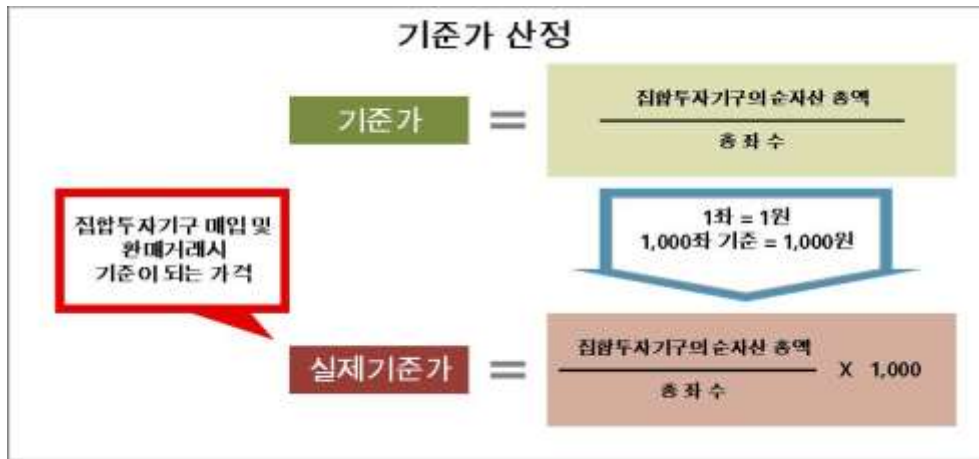 기준가 산정
기준가
=
집합투자기구의 순자산 총액
총 좌 수
집합투자기구 매입 및
환매거래시
기준이 되는 가격
1좌 = 1원
1,000좌 기준 = 1,000원
실제기준가
=
집합투자기구의 순자산 총액
총 좌 수
X 1,000